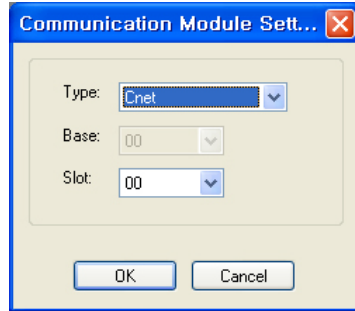 Communication Module Sett...
Type: Cnet
Base: 00
Slot: 00
OK Cancel